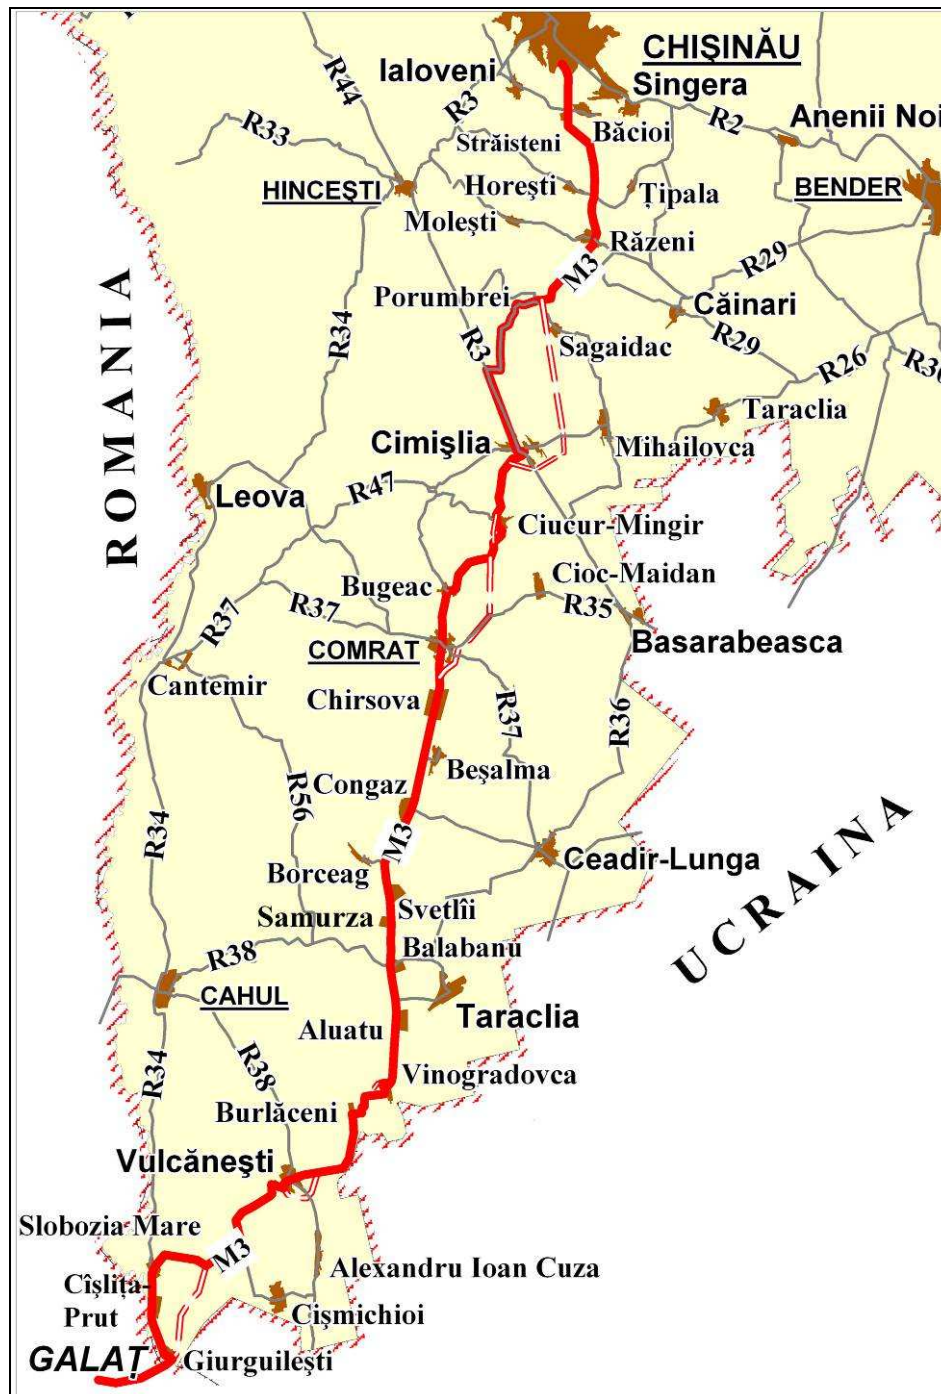 CHIŞINĂU
Ialoveni
Singera
R44
R3
R2
Anenii Noi
R33
Străisteni
Băcioi
HINCEŞTI
Horeşti
Ţipala
BENDER
Moleşti
Răzeni
M3
R29
Porumbrei
Căinari
R34
R3
Sagaidac
R29
R26
R30
ROMANIA
Taraclia
Cimişlia
Mihailovca
R47
Leova
Ciucur-Mingir
Bugeac
Cioc-Maidan
R37
R37
R35
COMRAT
Basarabeasca
Cantemir
Chirsova
R37
R36
Beşalma
R56
Congaz
R34
M3
Ceadir-Lunga
UCRAINA
Borceag
Svetlîi
Samurza
Balabanu
R38
CAHUL
Taraclia
Aluatu
R34
R38
Vinogradovca
Burlăceni
Vulcăneşti
Slobozia Mare
M3
Alexandru Ioan Cuza
Cîşliţa-
Prut
Cişmichioi
GALAŢ
Giurguileşti